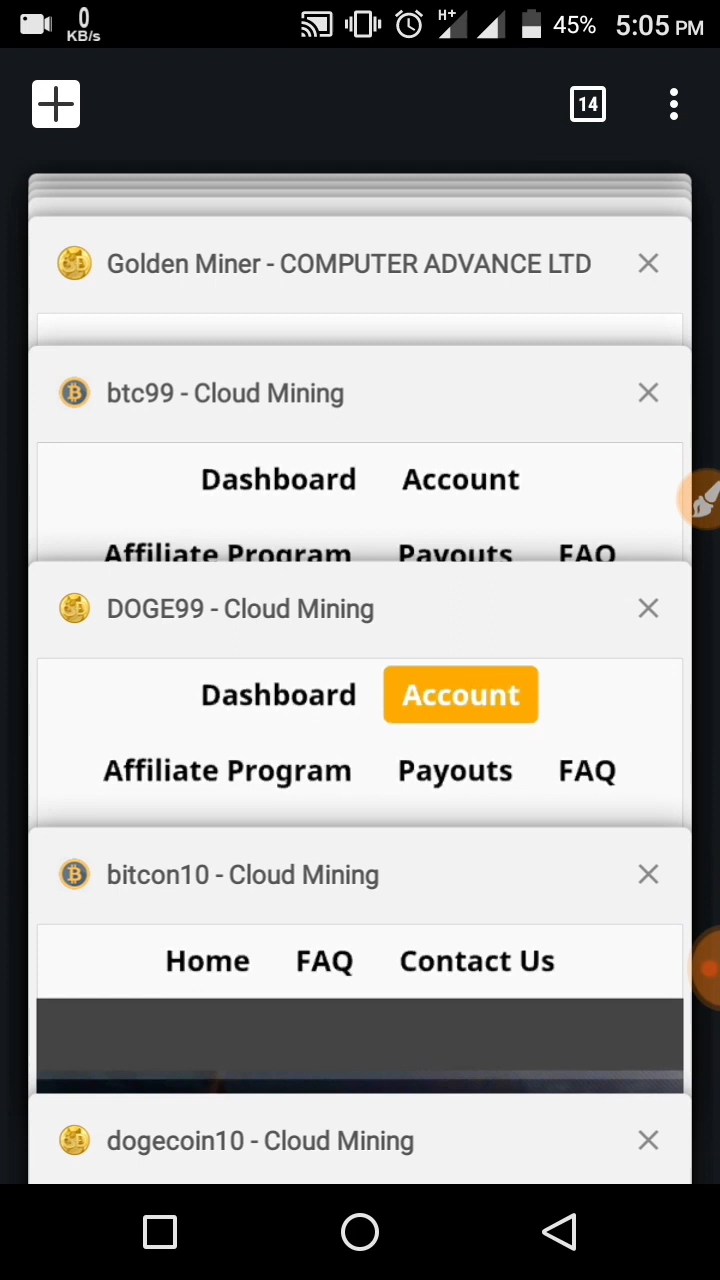 0
KB/s
H+
45%
5:05 PM
14
Golden Miner - COMPUTER ADVANCE LTD
btc99 - Cloud Mining
Dashboard Account
Affiliate Program Payouts FAQ
DOGE99 - Cloud Mining
Dashboard Account
Affiliate Program Payouts FAQ
bitcon10 - Cloud Mining
Home FAQ Contact Us
dogecoin10 - Cloud Mining